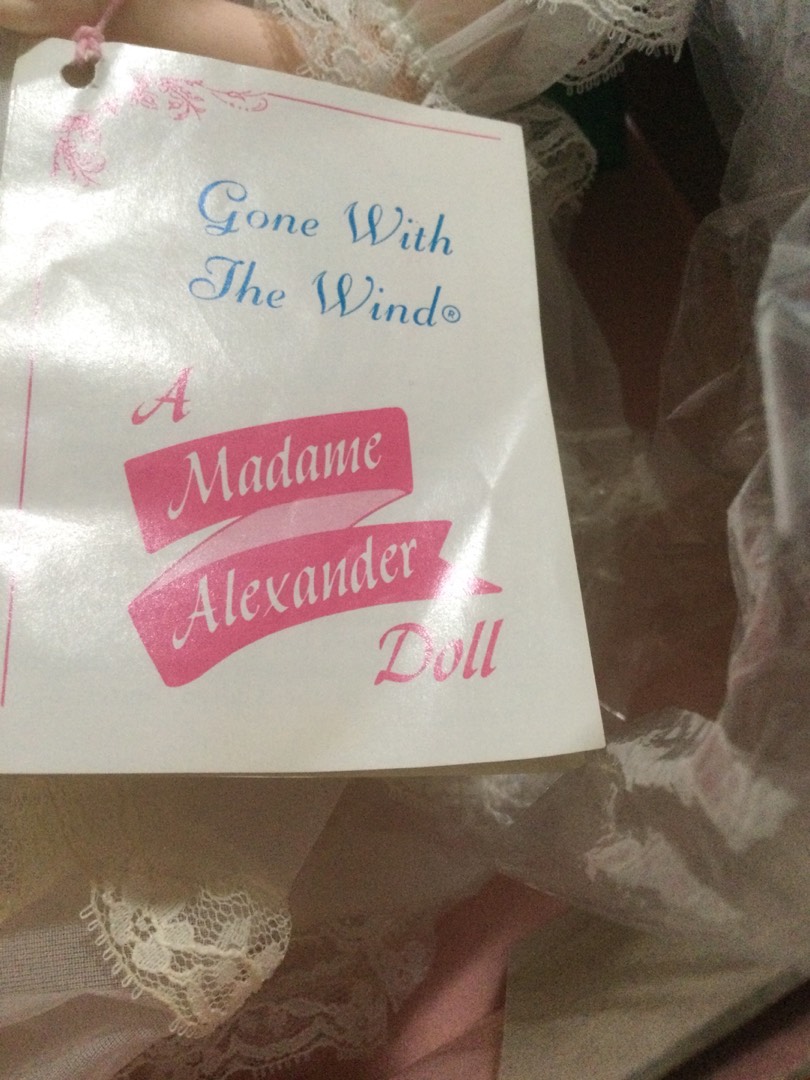 Gone With
The Wind®
A
Madame
Alexander
Doll